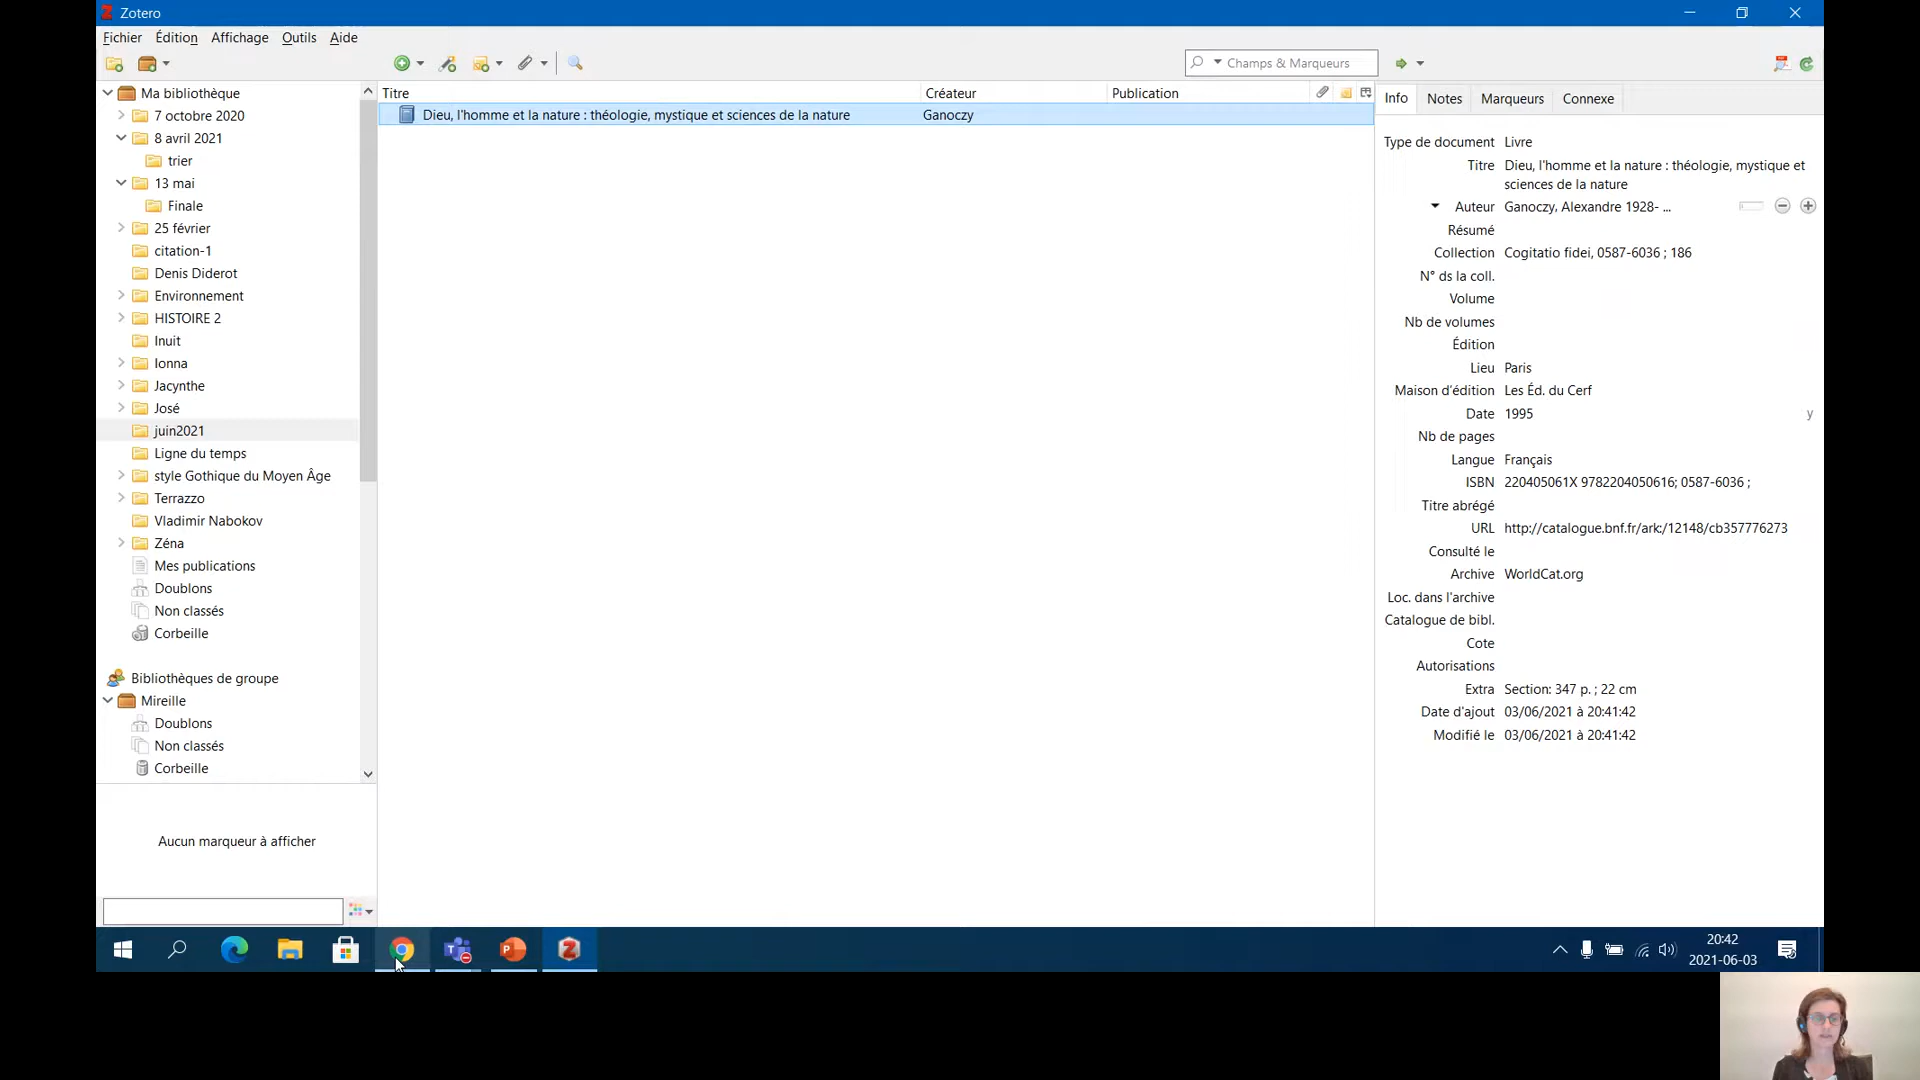 Zotero
Fichier Édition Affichage Outils Aide
Champs & Marqueurs
Ma bibliothèque
7 octobre 2020
8 avril 2021
trier
13 mai
Finale
25 février
citation-1
Denis Diderot
Environnement
HISTOIRE 2
Inuit
Ionna
Jacynthe
José
juin2021
Ligne du temps
style Gothique du Moyen Âge
Terrazzo
Vladimir Nabokov
Zéna
Mes publications
Doublons
Non classés
Corbeille
Bibliothèques de groupe
Mireille
Doublons
Non classés
Corbeille
Aucun marqueur à afficher
Titre Créateur Publication
Dieu, l'homme et la nature : théologie, mystique et sciences de la nature Ganoczy
Info Notes Marqueurs Connexe
Type de document Livre
Titre Dieu, l'homme et la nature : théologie, mystique et
sciences de la nature
Auteur Ganoczy, Alexandre 1928- ...
Résumé
Collection Cogitatio fidei, 0587-6036 ; 186
N° ds la coll.
Volume
Nb de volumes
Édition
Lieu Paris
Maison d'édition Les Éd. du Cerf
Date 1995 y
Nb de pages
Langue Français
ISBN 220405061X 9782204050616; 0587-6036 ;
Titre abrégé
URL http://catalogue.bnf.fr/ark:/12148/cb357776273
Consulté le
Archive WorldCat.org
Loc. dans l'archive
Catalogue de bibl.
Cote
Autorisations
Extra Section: 347 p. ; 22 cm
Date d'ajout 03/06/2021 à 20:41:42
Modifié le 03/06/2021 à 20:41:42
20:42
2021-06-03